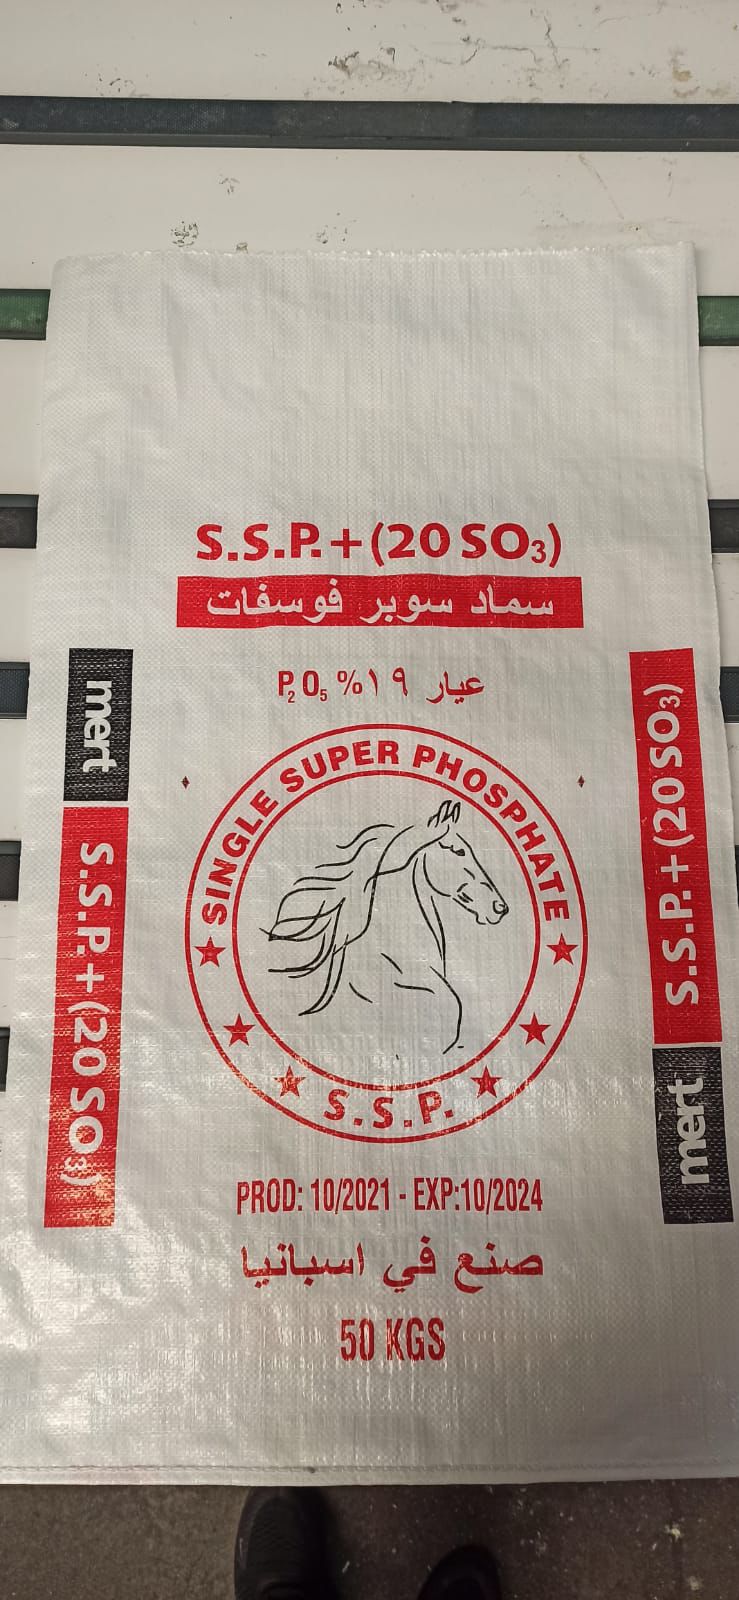 S.S.P. + (20 SO₃)
سماد سوبر فوسفات
عيار ١٩% P₂O₅
SINGLE SUPER PHOSPHATE
S.S.P.
mert
S.S.P. + (20 SO₃)
S.S.P. + (20 SO₃)
mert
PROD: 10/2021 - EXP:10/2024
صنع في اسبانيا
50 KGS